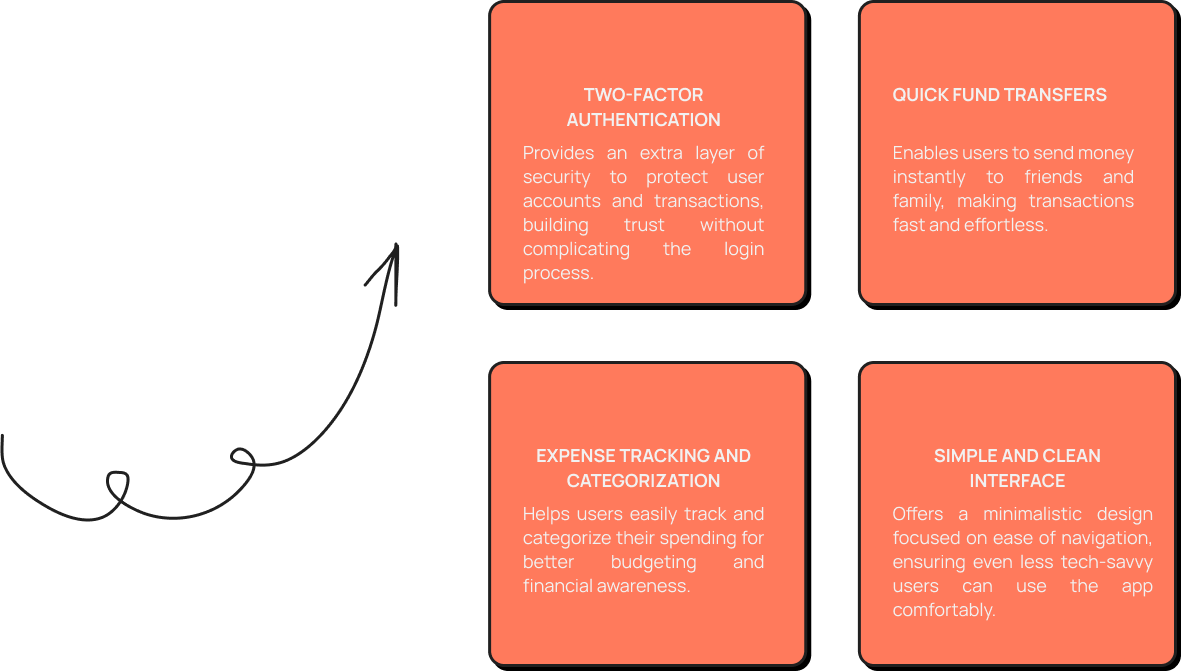 TWO-FACTOR
AUTHENTICATION
Provides an extra layer of
security to protect user
accounts and transactions,
building trust without
complicating the login
process.
QUICK FUND TRANSFERS
Enables users to send money
instantly to friends and
family, making transactions
fast and effortless.
EXPENSE TRACKING AND
CATEGORIZATION
Helps users easily track and
categorize their spending for
better budgeting and
financial awareness.
SIMPLE AND CLEAN
INTERFACE
Offers a minimalistic design
focused on ease of navigation,
ensuring even less tech-savvy
users can use the app
comfortably.